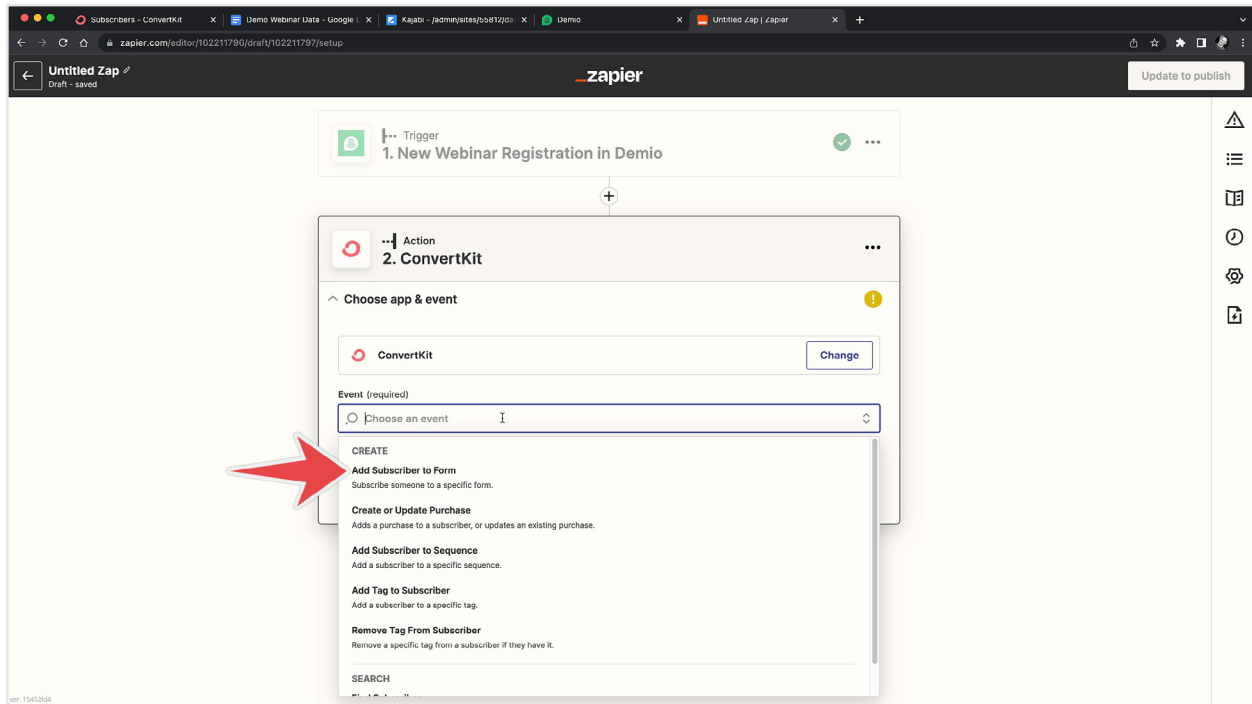 Subscribers - ConvertKit
Demo Webinar Data - Google
Kajabi - /admin/sites/55812/da
Demio
Untitled Zap | Zapier
zapier.com/editor/102211790/draft/102211797/setup
Untitled Zap
Draft - saved
_zapier
Update to publish
Trigger
1. New Webinar Registration in Demio
Action
2. ConvertKit
Choose app & event
ConvertKit
Change
Event (required)
Choose an event
CREATE
Add Subscriber to Form
Subscribe someone to a specific form.
Create or Update Purchase
Adds a purchase to a subscriber, or updates an existing purchase.
Add Subscriber to Sequence
Add a subscriber to a specific sequence.
Add Tag to Subscriber
Add a subscriber to a specific tag.
Remove Tag From Subscriber
Remove a specific tag from a subscriber if they have it.
SEARCH
ver. 15452fd4